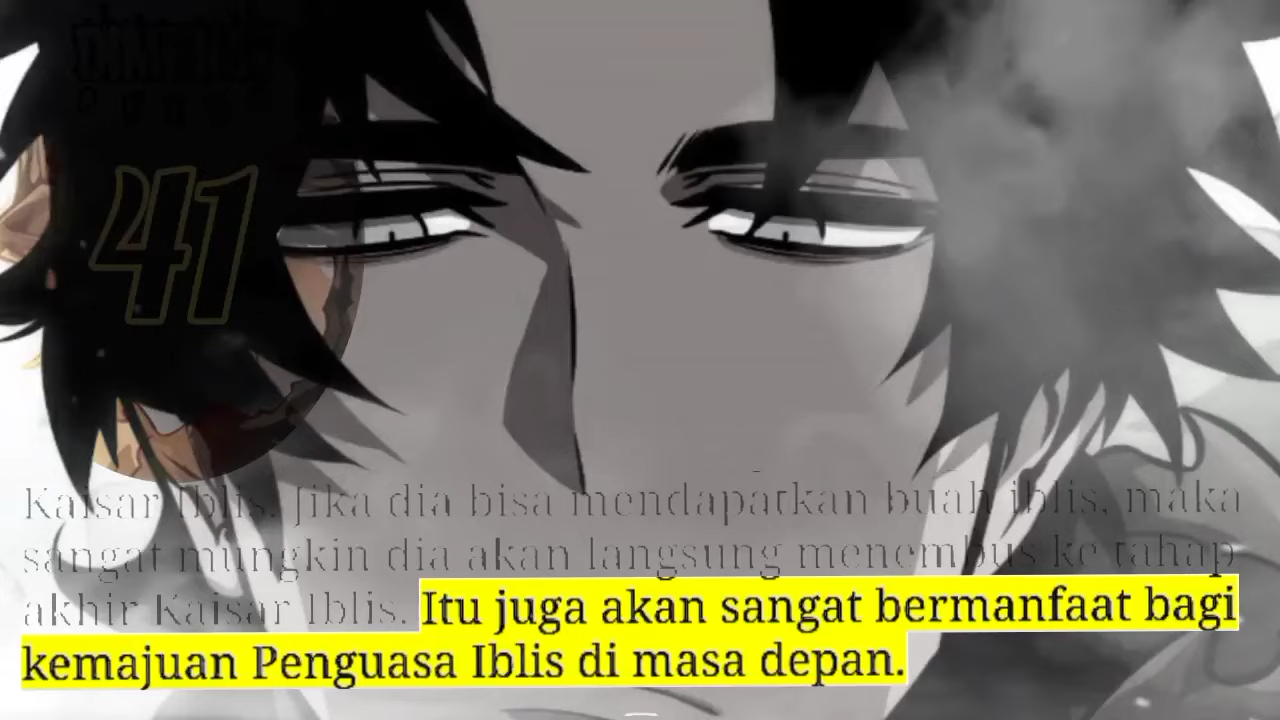 41
Kaisar Iblis. Jika dia bisa mendapatkan buah iblis, maka
sangat mungkin dia akan langsung menembus ke tahap
akhir Kaisar Iblis. Itu juga akan sangat bermanfaat bagi
kemajuan Penguasa Iblis di masa depan.